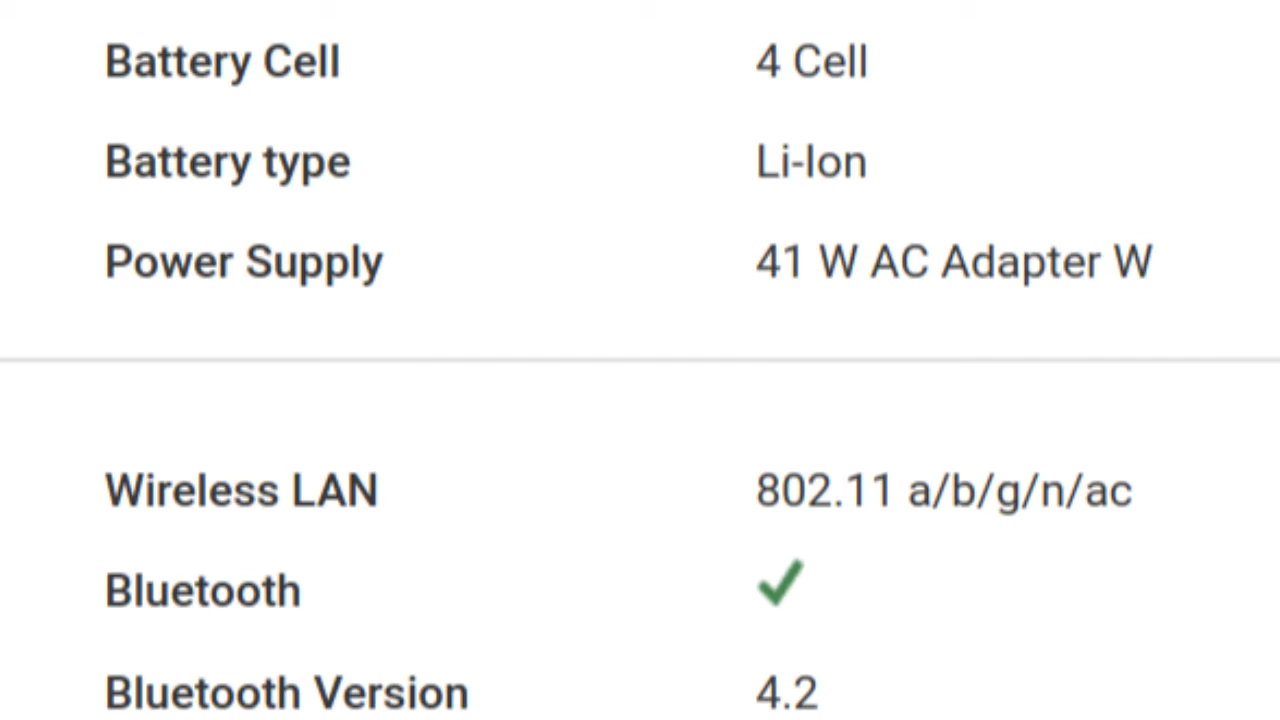 Battery Cell 4 Cell
Battery type Li-Ion
Power Supply 41 W AC Adapter W
Wireless LAN 802.11 a/b/g/n/ac
Bluetooth ✔
Bluetooth Version 4.2